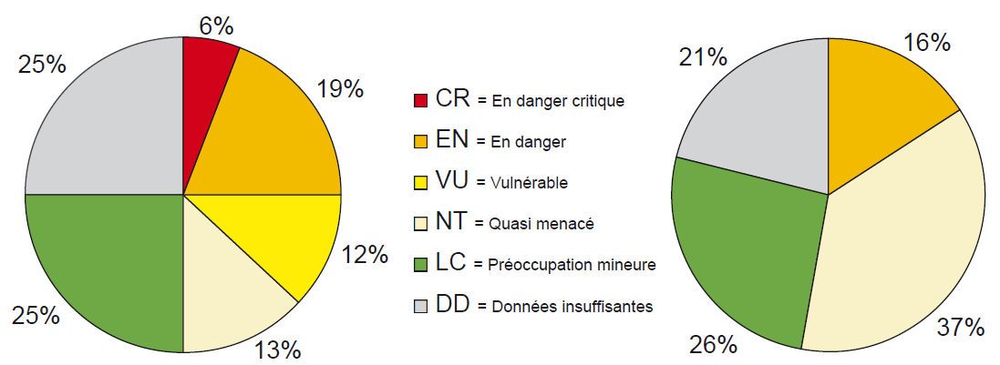 6%
25%
19%
12%
25%
13%
CR = En danger critique
EN = En danger
VU = Vulnérable
NT = Quasi menacé
LC = Préoccupation mineure
DD = Données insuffisantes
16%
21%
37%
26%